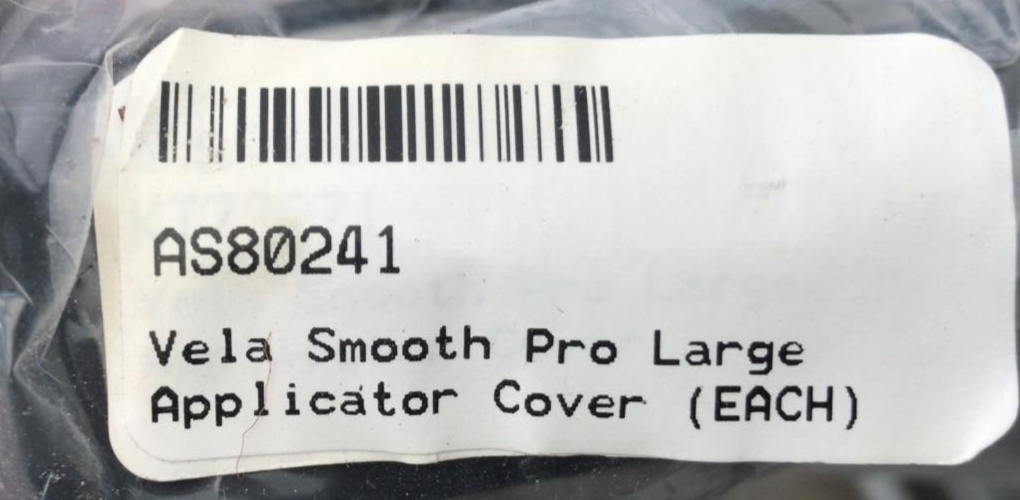 AS80241
Vela Smooth Pro Large
Applicator Cover (EACH)